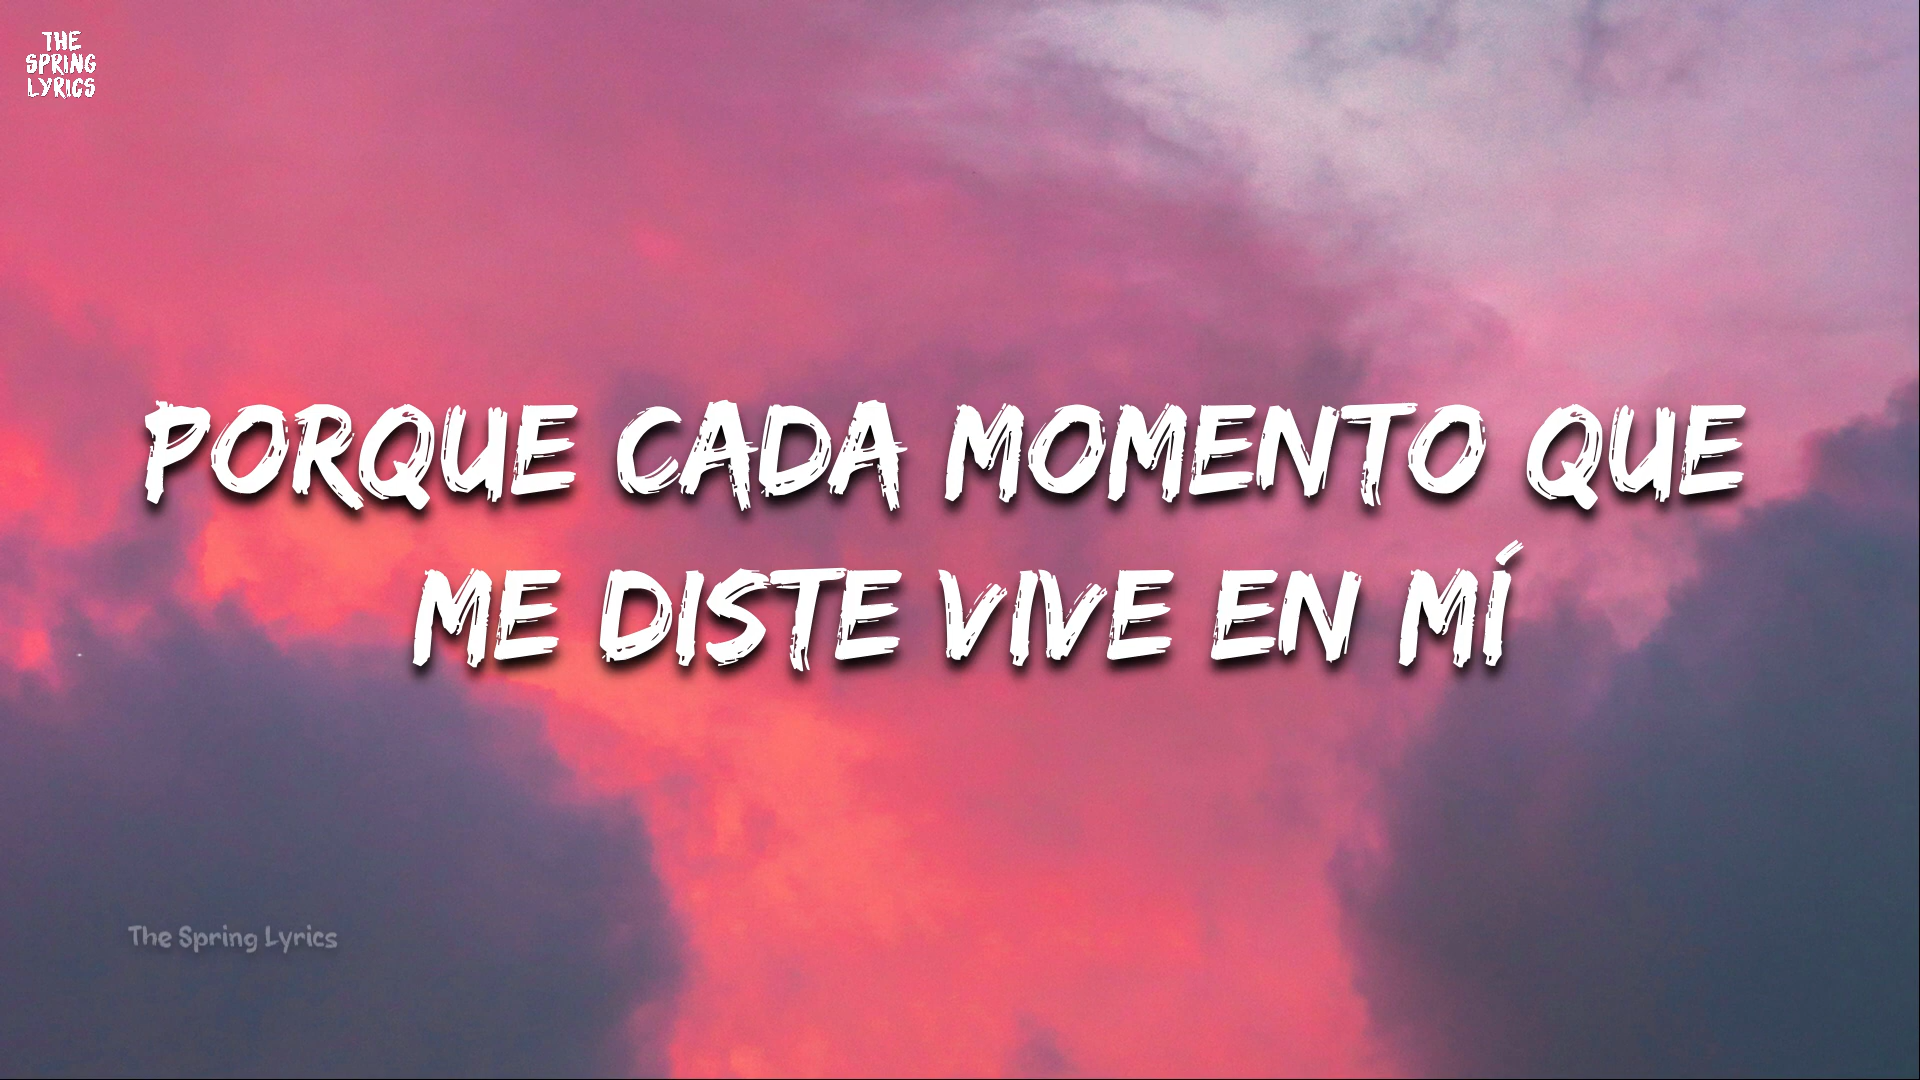 THE
SPRING
LYRICS
PORQUE CADA MOMENTO QUE
ME DISTE VIVE EN MÍ
The Spring Lyrics